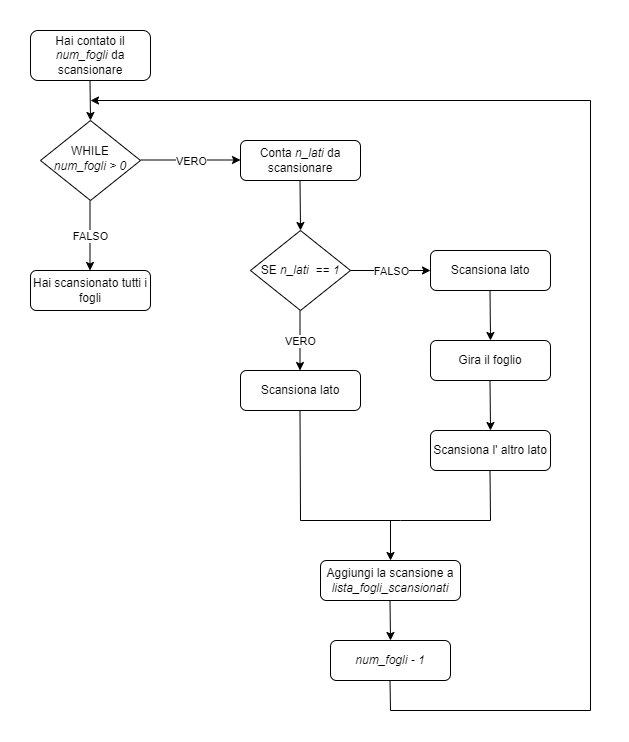 Hai contato il
num_fogli da
scansionare
WHILE
num_fogli > 0
VERO
Conta n_lati da
scansionare
FALSO
Hai scansionato tutti i
fogli
SE n_lati == 1
FALSO
Scansiona lato
VERO
Gira il foglio
Scansiona lato
Scansiona l' altro lato
Aggiungi la scansione a
lista_fogli_scansionati
num_fogli - 1